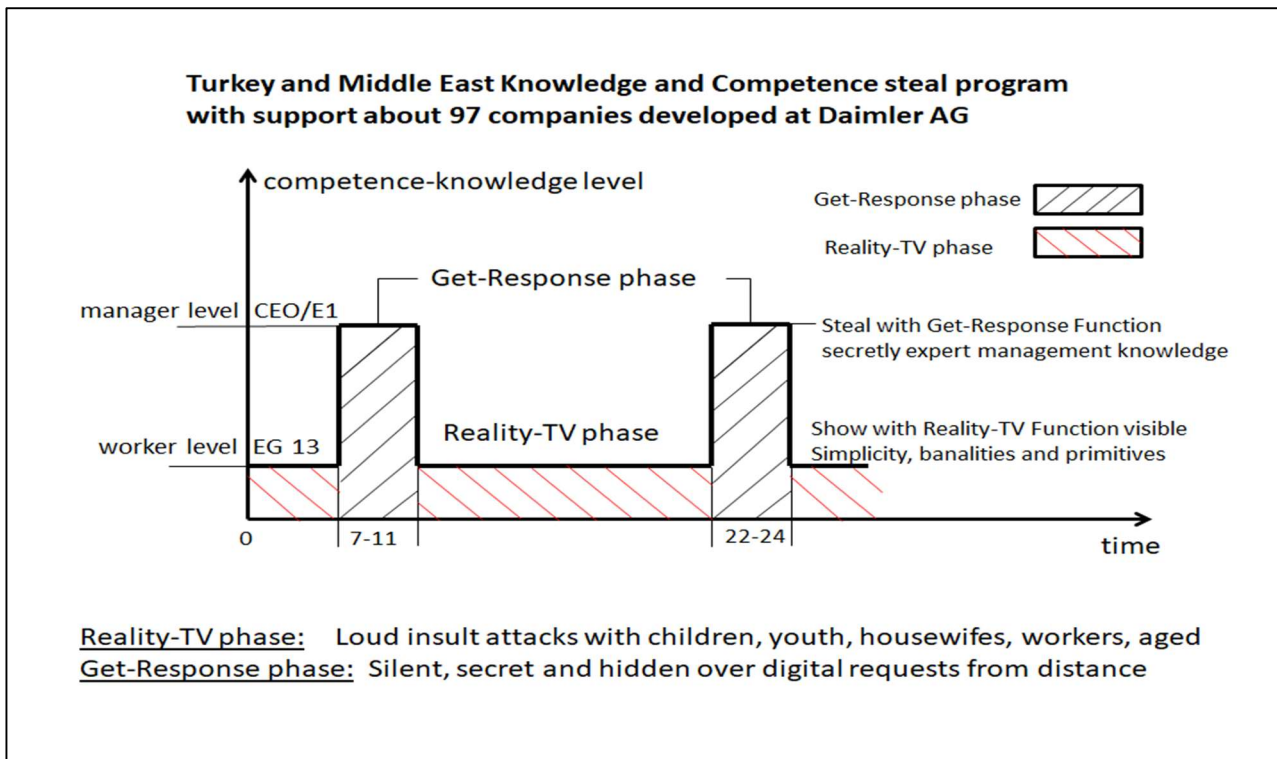 Turkey and Middle East Knowledge and Competence steal program
with support about 97 companies developed at Daimler AG
competence-knowledge level
Get-Response phase
Reality-TV phase
Get-Response phase
manager level CEO/E1
Steal with Get-Response Function
secretly expert management knowledge
Reality-TV phase
worker level EG 13
Show with Reality-TV Function visible
Simplicity, banalities and primitives
0
7-11
22-24
time
Reality-TV phase: Loud insult attacks with children, youth, housewifes, workers, aged
Get-Response phase: Silent, secret and hidden over digital requests from distance